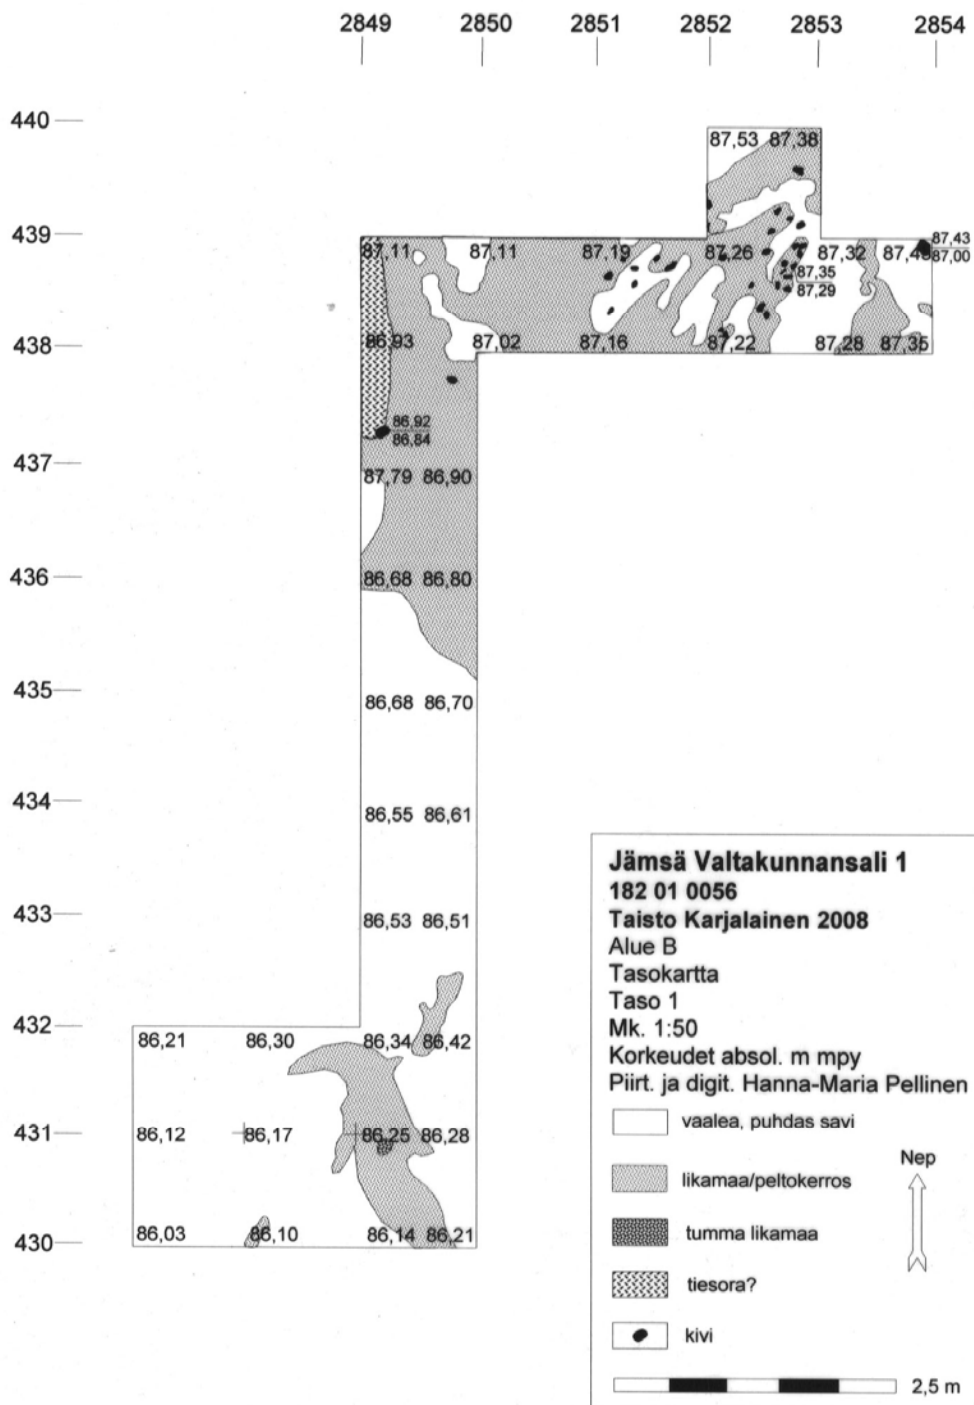 2849 2850 2851 2852 2853 2854
440
87,53 87,38
439
87,11 87,11 87,19 87,26 87,32 87,43
87,43
87,00
87,35
87,29
438
86,93 87,02 87,16 87,22 87,28 87,35
86,92
86,84
437
87,79 86,90
436
86,68 86,80
435
86,68 86,70
434
86,55 86,61
433
86,53 86,51
432
86,21 86,30 86,34 86,42
431
86,12 86,17 86,25 86,28
430
86,03 86,10 86,14 86,21
Jämsä Valtakunnansali 1
182 01 0056
Taisto Karjalainen 2008
Alue B
Tasokartta
Taso 1
Mk. 1:50
Korkeudet absol. m mpy
Piirt. ja digit. Hanna-Maria Pellinen
vaalea, puhdas savi
Nep
likamaa/peltokerros
tumma likamaa
tiesora?
kivi
2,5 m